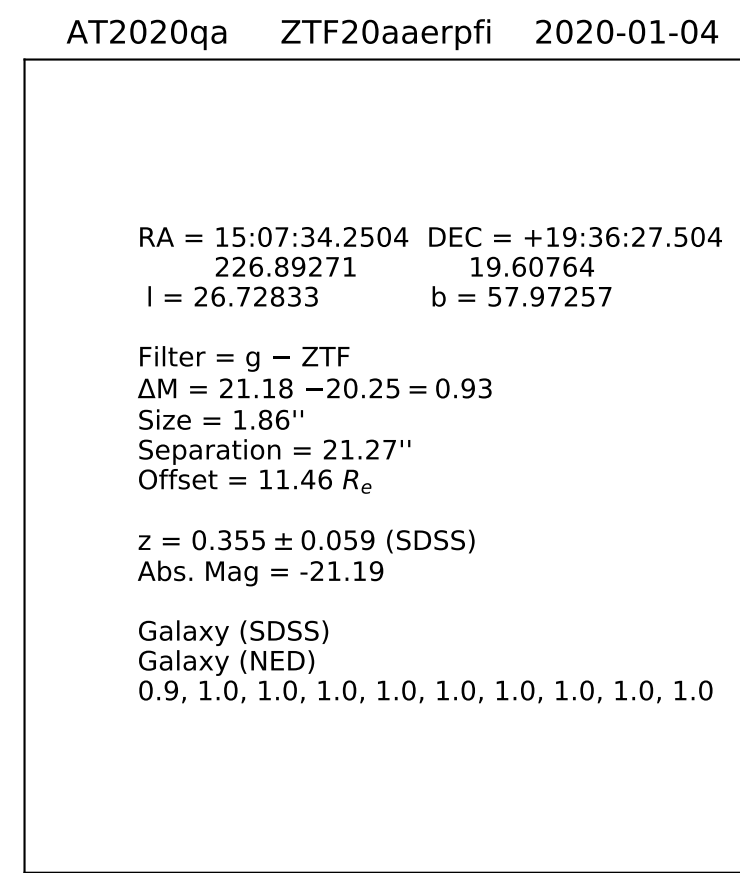 AT2020qa ZTF20aaerpfi 2020-01-04
RA = 15:07:34.2504 DEC = +19:36:27.504
226.89271 19.60764
l = 26.72833 b = 57.97257
Filter = g − ZTF
ΔM = 21.18 −20.25 = 0.93
Size = 1.86''
Separation = 21.27''
Offset = 11.46 Rₑ
z = 0.355 ± 0.059 (SDSS)
Abs. Mag = -21.19
Galaxy (SDSS)
Galaxy (NED)
0.9, 1.0, 1.0, 1.0, 1.0, 1.0, 1.0, 1.0, 1.0, 1.0